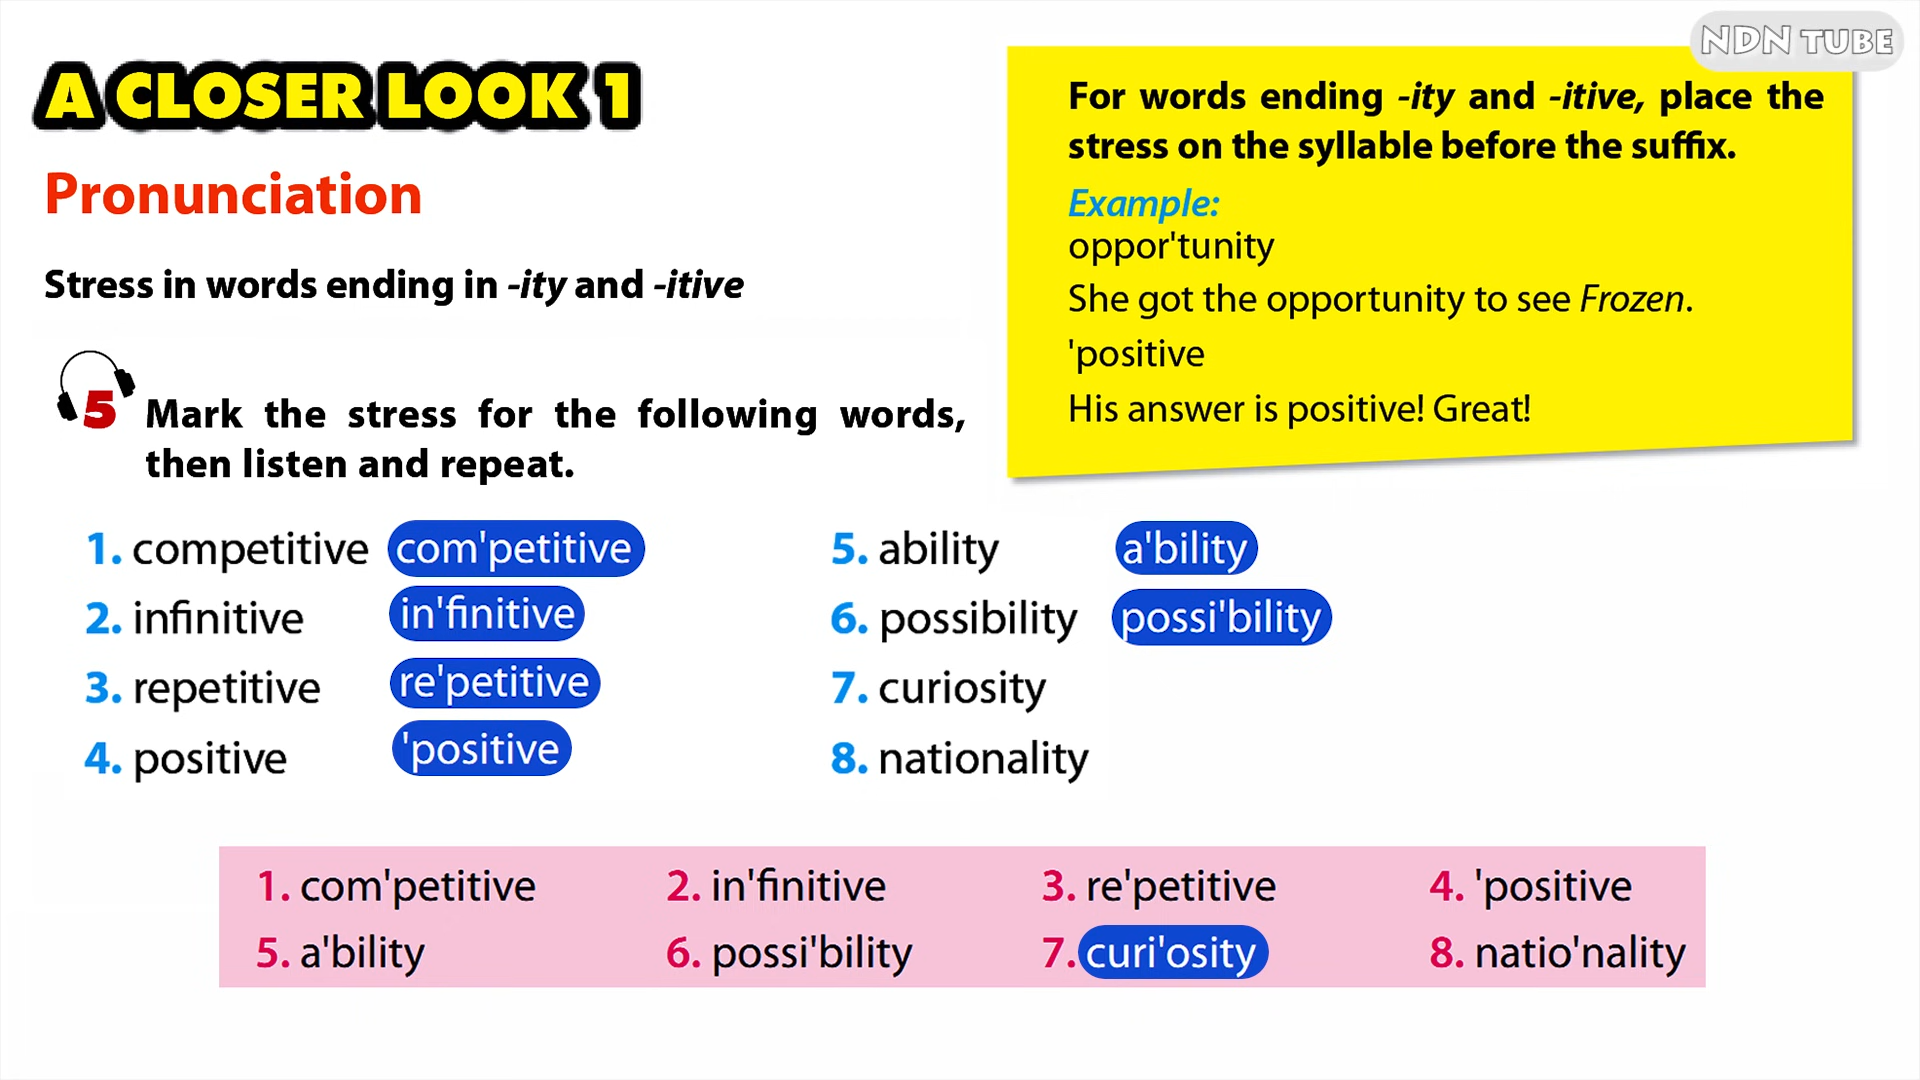 NDN TUBE
A CLOSER LOOK 1
Pronunciation
Stress in words ending in -ity and -itive
5 Mark the stress for the following words,
then listen and repeat.
For words ending -ity and -itive, place the
stress on the syllable before the suffix.
Example:
oppor'tunity
She got the opportunity to see Frozen.
'positive
His answer is positive! Great!
1. competitive com'petitive
2. infinitive in'finitive
3. repetitive re'petitive
4. positive 'positive
5. ability a'bility
6. possibility possi'bility
7. curiosity
8. nationality
1. com'petitive 2. in'finitive 3. re'petitive 4. 'positive
5. a'bility 6. possi'bility 7. curi'osity 8. natio'nality